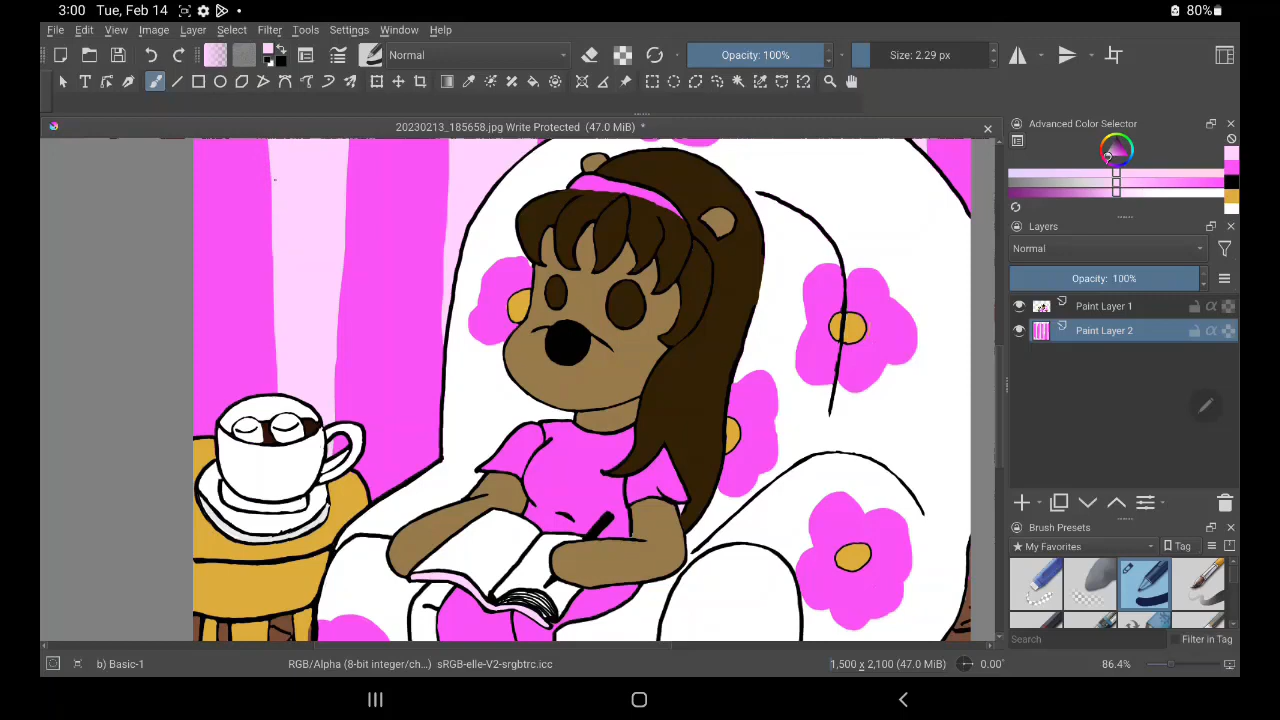 3:00 Tue, Feb 14 80%
File Edit View Image Layer Select Filter Tools Settings Window Help
Normal Opacity: 100% Size: 2.29 px
20230213_185658.jpg Write Protected (47.0 MiB) *
Advanced Color Selector
Layers
Normal
Opacity: 100%
Paint Layer 1
Paint Layer 2
Brush Presets
My Favorites Tag
Search Filter in Tag
b) Basic-1 RGB/Alpha (8-bit integer/ch...) sRGB-elle-V2-srgbtrc.icc 1,500 x 2,100 (47.0 MiB) 0.00° 86.4%